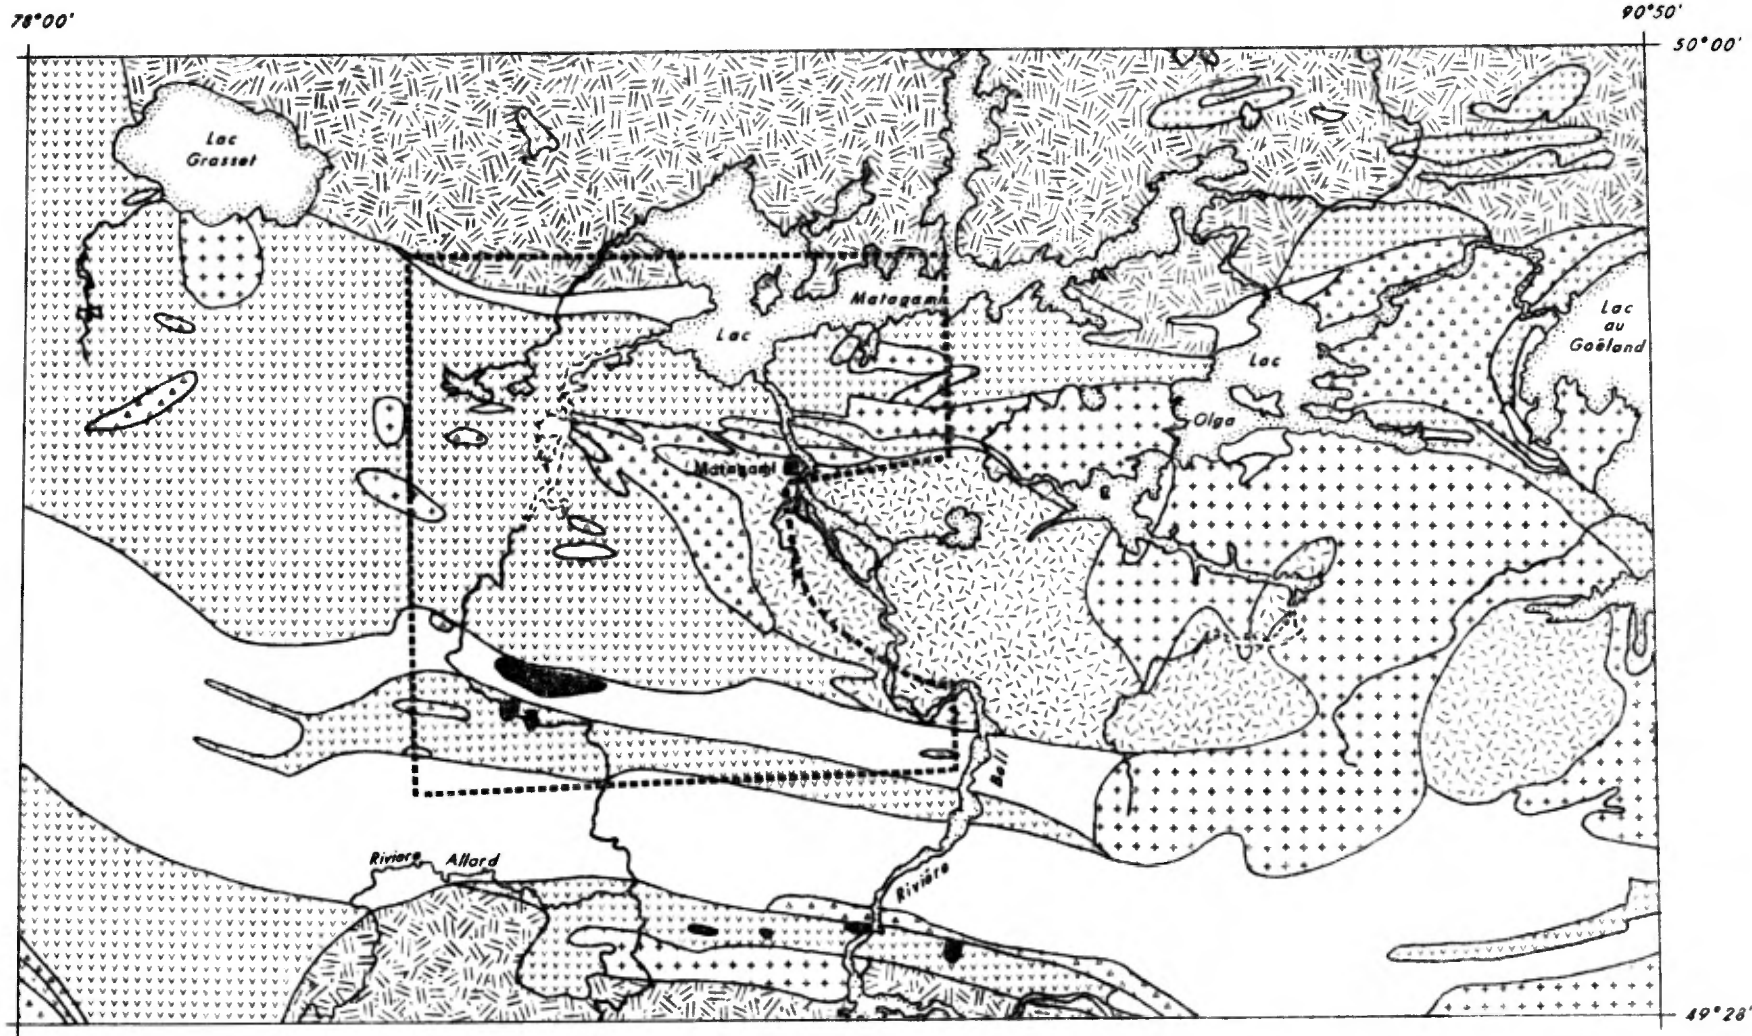 78°00'
90°50'
50°00'
Lac
Grasset
Matagami
Lac
Lac
au
Goëland
Lac
Olga
Matagami
Bell
Rivière
Allard
Rivière
49°28'